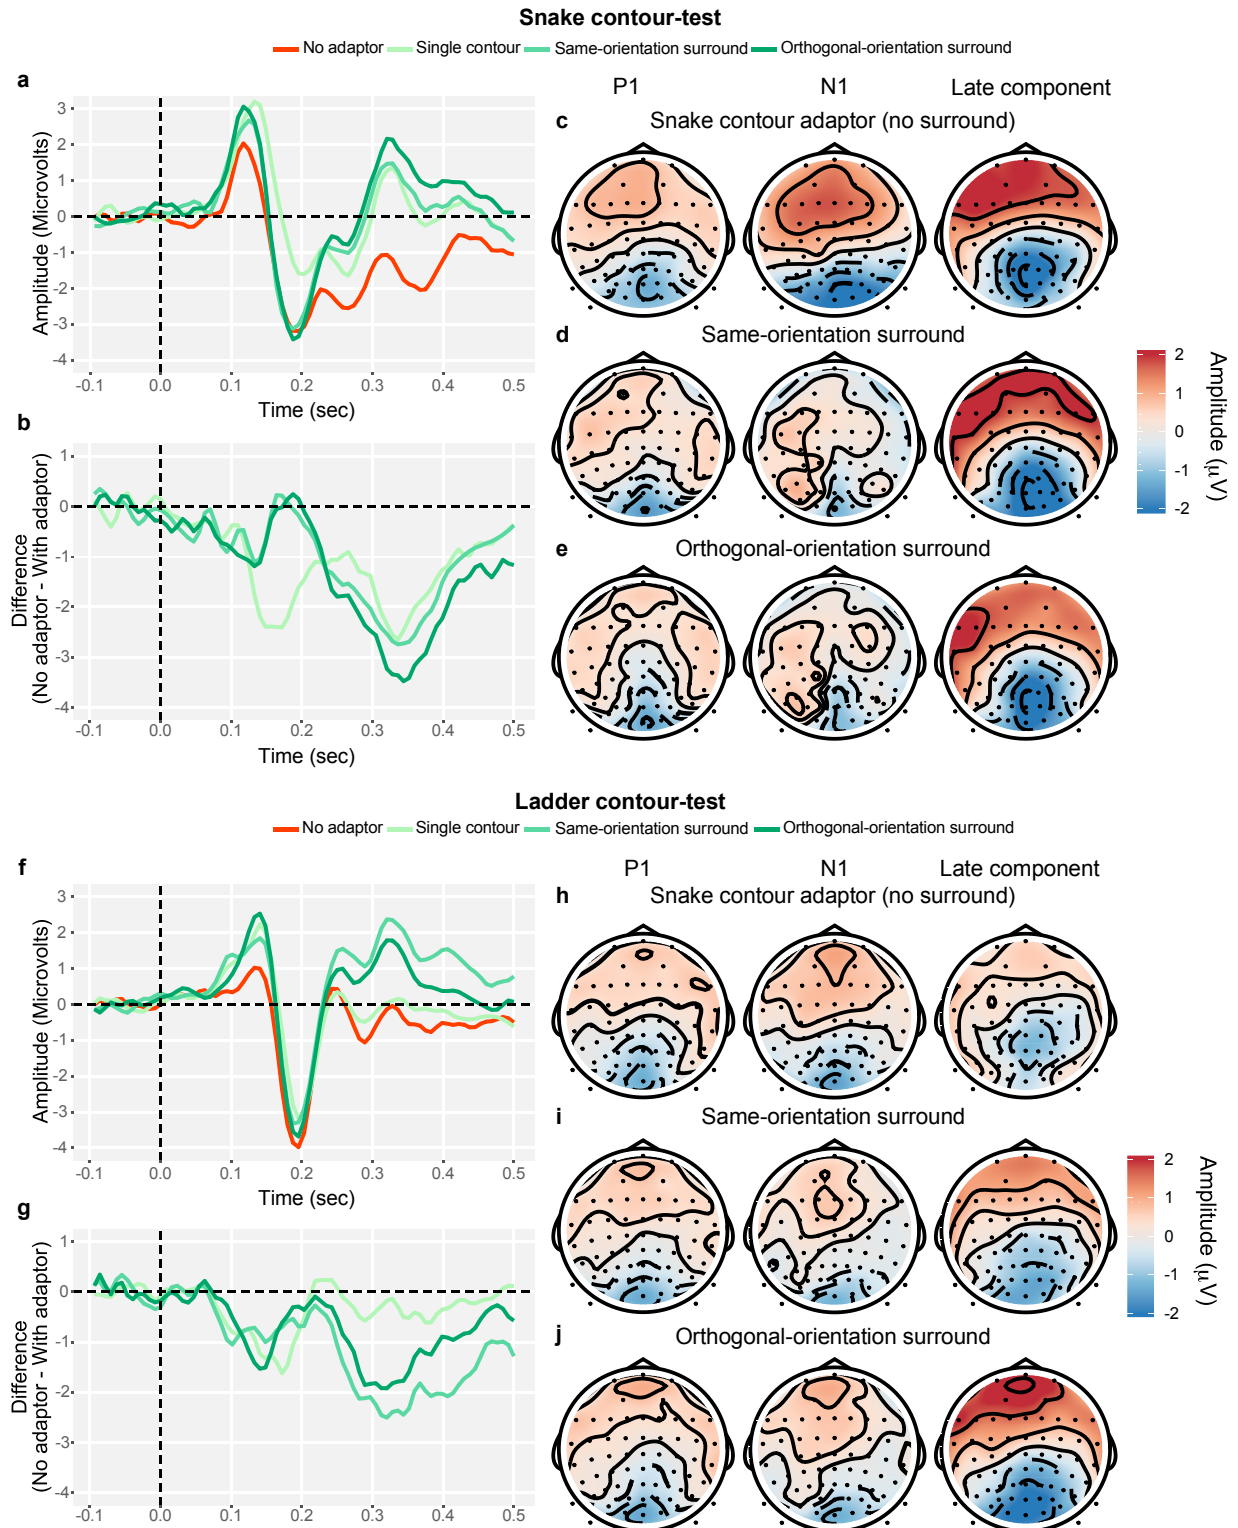 Snake contour-test
No adaptor Single contour Same-orientation surround Orthogonal-orientation surround
a
P1 N1 Late component
3
2
1
0
-1
-2
-3
-4
Amplitude (Microvolts)
-0.1 0.0 0.1 0.2 0.3 0.4 0.5
Time (sec)
b
1
0
-1
-2
-3
-4
Difference
(No adaptor - With adaptor)
-0.1 0.0 0.1 0.2 0.3 0.4 0.5
Time (sec)
c Snake contour adaptor (no surround)
d Same-orientation surround
e Orthogonal-orientation surround
2
1
0
-1
-2
Amplitude (μV)
Ladder contour-test
No adaptor Single contour Same-orientation surround Orthogonal-orientation surround
f
P1 N1 Late component
3
2
1
0
-1
-2
-3
-4
Amplitude (Microvolts)
-0.1 0.0 0.1 0.2 0.3 0.4 0.5
Time (sec)
g
1
0
-1
-2
-3
-4
Difference
(No adaptor - With adaptor)
-0.1 0.0 0.1 0.2 0.3 0.4 0.5
h Snake contour adaptor (no surround)
i Same-orientation surround
j Orthogonal-orientation surround
2
1
0
-1
-2
Amplitude (μV)